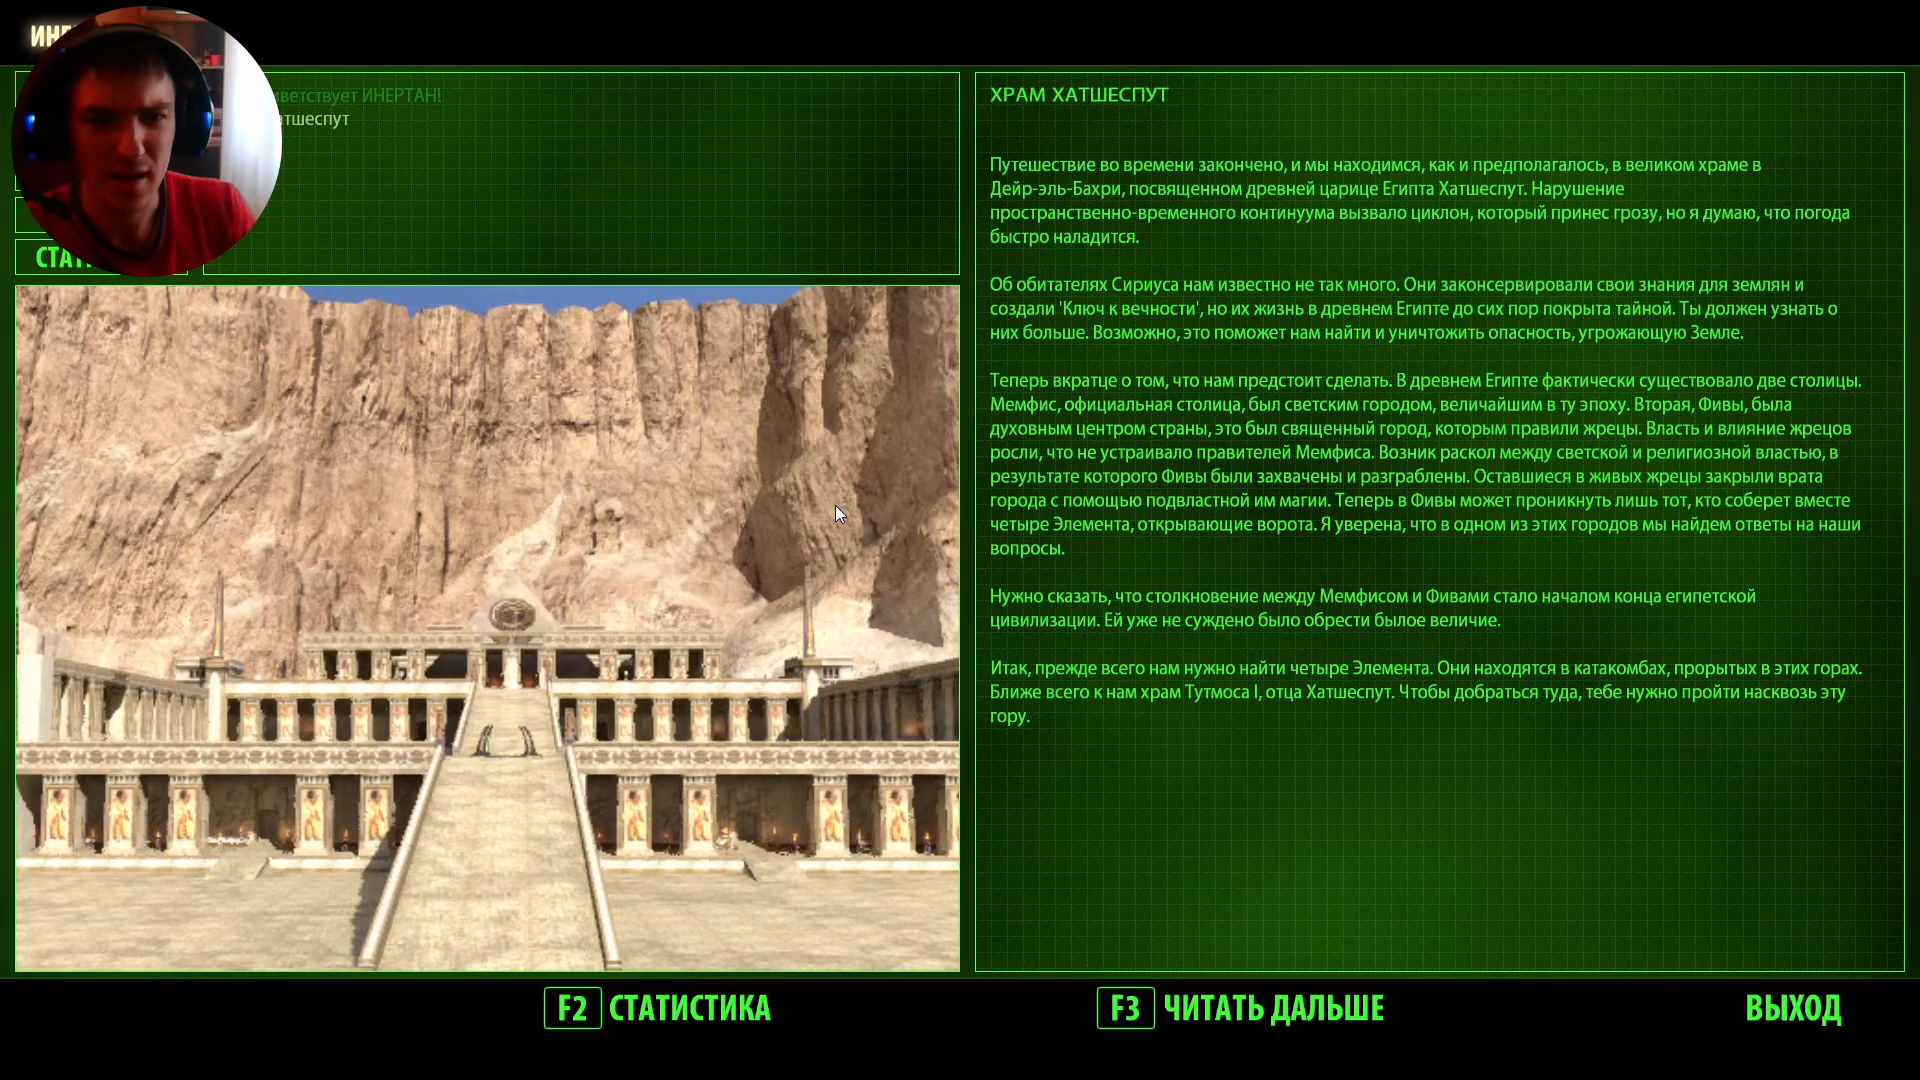 ХРАМ ХАТШЕСПУТ
Путешествие во времени закончено, и мы находимся, как и предполагалось, в великом храме в
Дейр-эль-Бахри, посвященном древней царице Египта Хатшеспут. Нарушение
пространственно-временного континуума вызвало циклон, который принес грозу, но я думаю, что погода
быстро наладится.
Об обитателях Сириуса нам известно не так много. Они законсервировали свои знания для землян и
создали 'Ключ к вечности', но их жизнь в древнем Египте до сих пор покрыта тайной. Ты должен узнать о
них больше. Возможно, это поможет нам найти и уничтожить опасность, угрожающую Земле.
Теперь вкратце о том, что нам предстоит сделать. В древнем Египте фактически существовало две столицы.
Мемфис, официальная столица, был светским городом, величайшим в ту эпоху. Вторая, Фивы, была
духовным центром страны, это был священный город, которым правили жрецы. Власть и влияние жрецов
росли, что не устраивало правителей Мемфиса. Возник раскол между светской и религиозной властью, в
результате которого Фивы были захвачены и разграблены. Оставшиеся в живых жрецы закрыли врата
города с помощью подвластной им магии. Теперь в Фивы может проникнуть лишь тот, кто соберет вместе
четыре Элемента, открывающие ворота. Я уверена, что в одном из этих городов мы найдем ответы на наши
вопросы.
Нужно сказать, что столкновение между Мемфисом и Фивами стало началом конца египетской
цивилизации. Ей уже не суждено было обрести былое величие.
Итак, прежде всего нам нужно найти четыре Элемента. Они находятся в катакомбах, прорытых в этих горах.
Ближе всего к нам храм Тутмоса I, отца Хатшеспут. Чтобы добраться туда, тебе нужно пройти насквозь эту
гору.
ИНЕРТАН!
F2 СТАТИСТИКА
F3 ЧИТАТЬ ДАЛЬШЕ
ВЫХОД